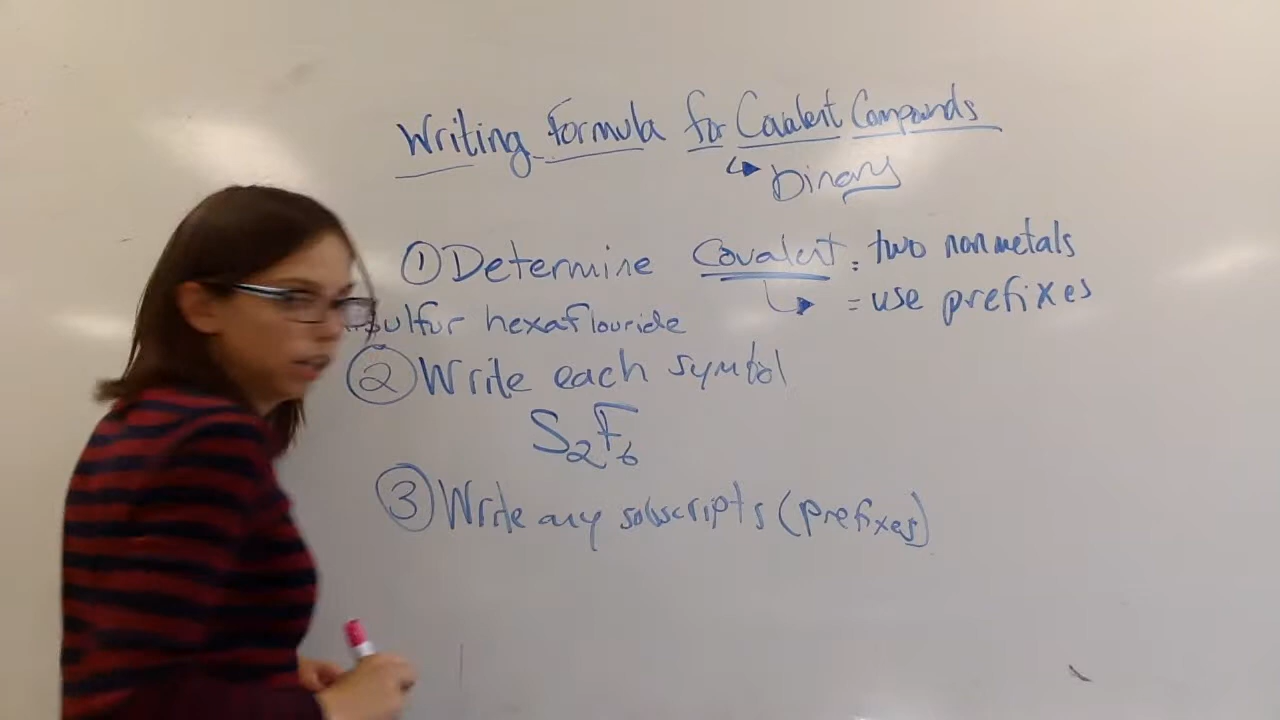 Writing Formula for Covalent Compounds
binary
① Determine Covalent: two nonmetals
= use prefixes
sulfur hexaflouride
② Write each symbol
S₂F₆
③ Write any subscripts (prefixes)